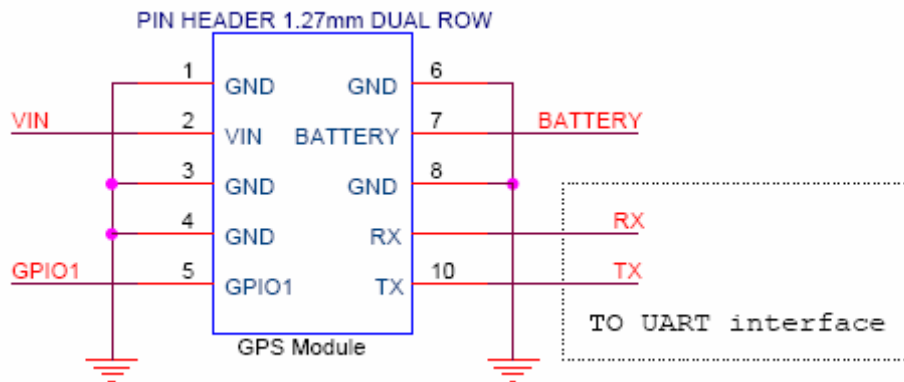 PIN HEADER 1.27mm DUAL ROW
1 GND GND 6
VIN 2 VIN BATTERY 7 BATTERY
3 GND GND 8
4 GND RX RX
GPIO1 5 GPIO1 TX 10 TX
TO UART interface
GPS Module